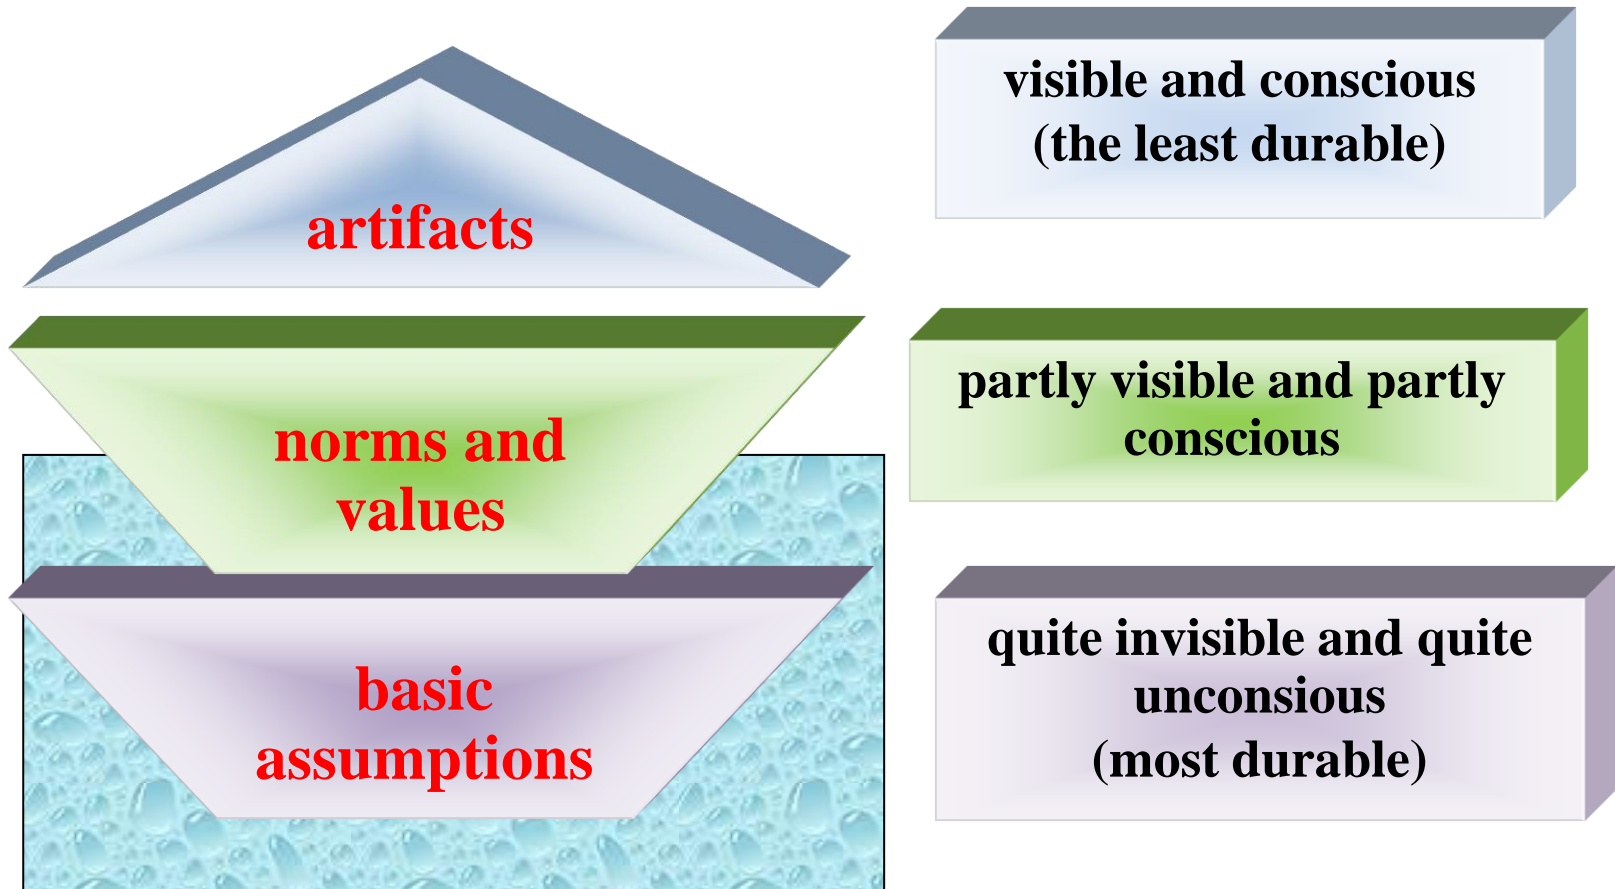 artifacts
visible and conscious
(the least durable)
norms and
values
partly visible and partly
conscious
basic
assumptions
quite invisible and quite
unconsious
(most durable)